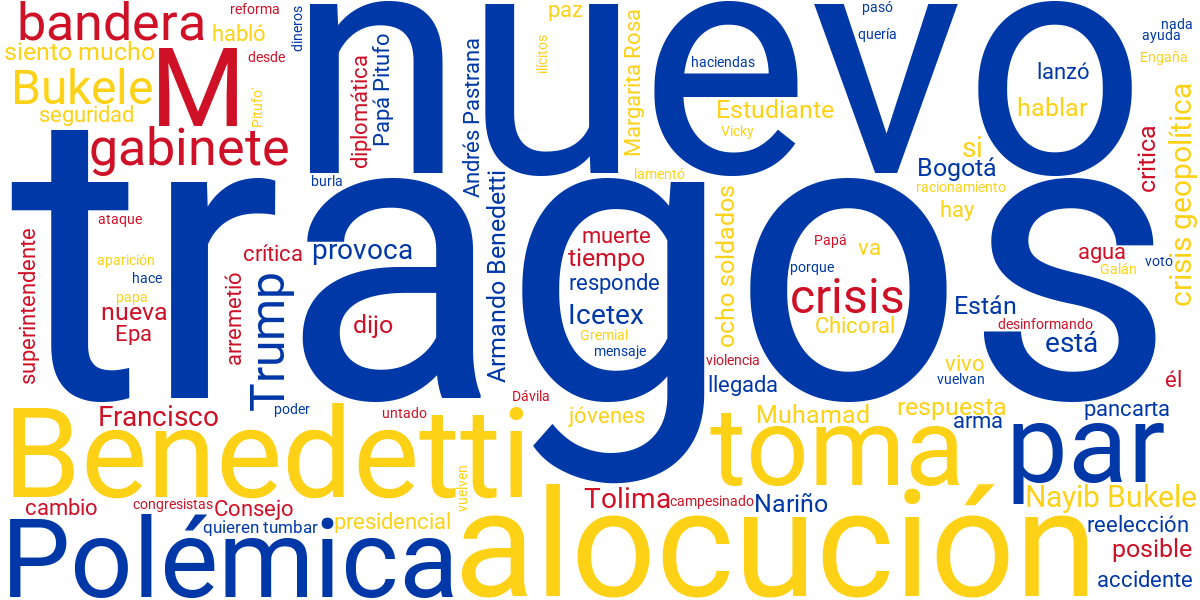 bandera
reforma
habló
dineros
siento mucho
desde
Bukele
M
seguridad
Pitufo'
gabinete
nuevo
diplomática
Papá Pitufo
Andrés Pastrana
paz
ilícitos
Margarita Rosa
haciendas
Estudiante
Vicky
pasó
quería
lanzó
hablar
nada
ayuda
Engaña
crítica
crisis geopolítica
si
Bogotá
racionamiento
hay
burla
lamentó
tragos
ataque
superintendente
aparición
hace
papa
nueva
Epa
crítica
arremetió
Trump
provoca
dijo
Armando Benedetti
muerte
tiempo
responde
Icetex
Gremial
mensaje
ocho soldados
Papá
va
porque
crisis
Chicoral
violencia
llegada
agua
Galán
voto
Están
desinformando
está
vivo
vuelvan
él
Francisco
poder
untado
Dávila
Benedetti
vuelven
jóvenes
Muhamad
toma
respuesta
arma
pancarta
par
cambio
congresistas
Consejo
quieren tumbar
presidencial
Tolima
campesinado
Nariño
Nayib Bukele
Polémica
alocución
reelección
posible
accidente